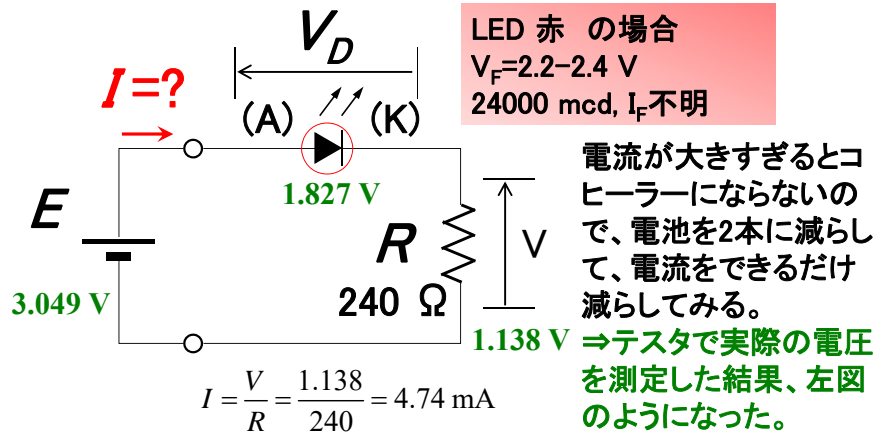 V_D
I=?
(A)
(K)
1.827 V
E
3.049 V
R
240 Ω
V
1.138 V
I = V/R = 1.138/240 = 4.74 mA
LED 赤 の場合
V_F=2.2-2.4 V
24000 mcd, I_F不明
電流が大きすぎるとコ
ヒーラーにならないの
で、電池を2本に減らし
て、電流をできるだけ
減らしてみる。
⇒テスタで実際の電圧
を測定した結果、左図
のようになった。